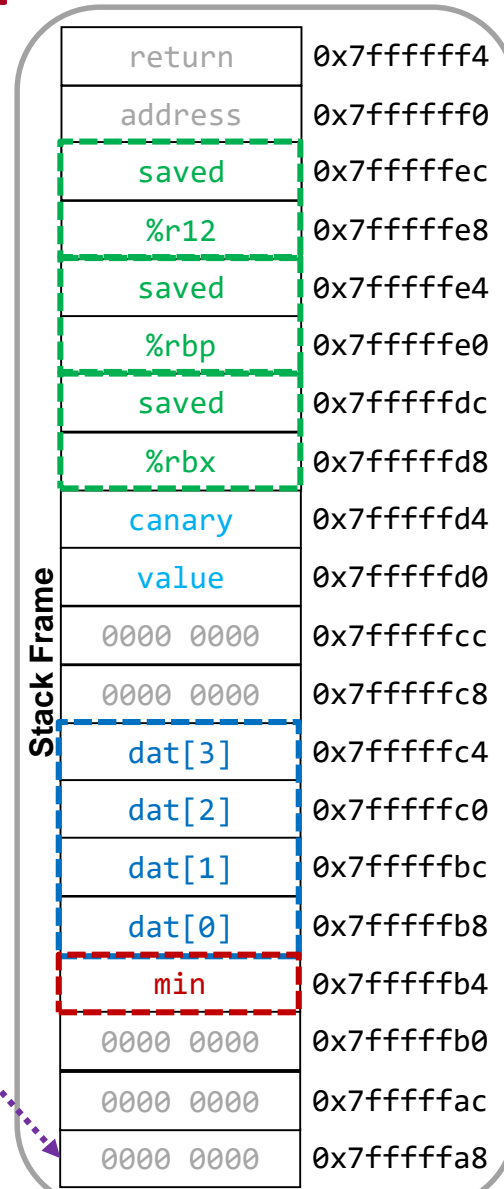 return 0x7ffffff4
address 0x7ffffff0
saved 0x7fffffec
%r12 0x7fffffe8
saved 0x7fffffe4
%rbp 0x7fffffe0
saved 0x7fffffdc
%rbx 0x7fffffd8
canary 0x7fffffd4
value 0x7fffffd0
0000 0000 0x7fffffcc
0000 0000 0x7fffffc8
dat[3] 0x7fffffc4
dat[2] 0x7fffffc0
dat[1] 0x7fffffbc
dat[0] 0x7fffffb8
min 0x7fffffb4
0000 0000 0x7fffffb0
0000 0000 0x7fffffac
0000 0000 0x7fffffa8
Stack Frame